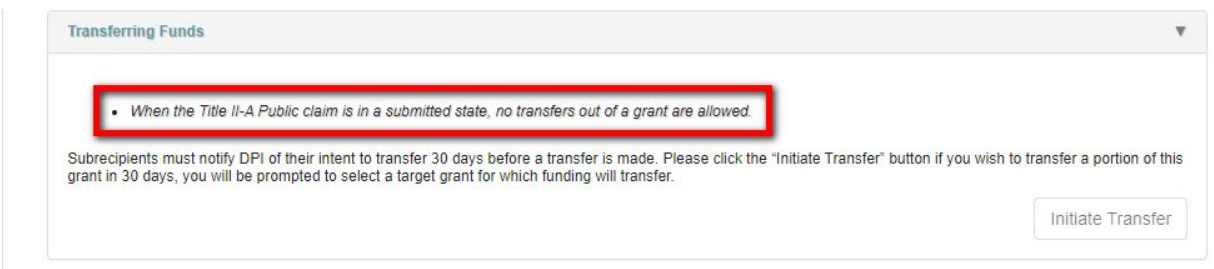 Transferring Funds ▼
• When the Title II-A Public claim is in a submitted state, no transfers out of a grant are allowed.
Subrecipients must notify DPI of their intent to transfer 30 days before a transfer is made. Please click the “Initiate Transfer” button if you wish to transfer a portion of this
grant in 30 days, you will be prompted to select a target grant for which funding will transfer.
Initiate Transfer